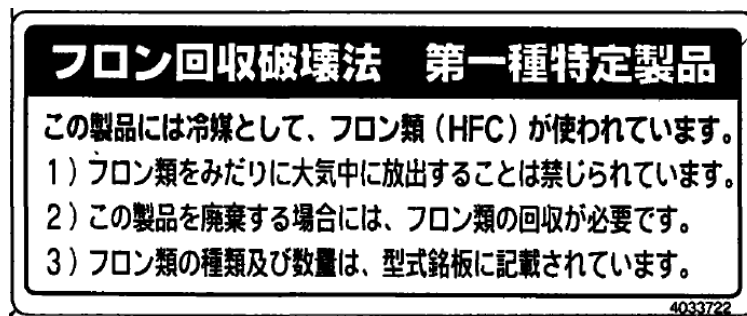 フロン回収破壊法　第一種特定製品
この製品には冷媒として、フロン類（HFC）が使われています。
1）フロン類をみだりに大気中に放出することは禁じられています。
2）この製品を廃棄する場合には、フロン類の回収が必要です。
3）フロン類の種類及び数量は、型式銘板に記載されています。
4033722